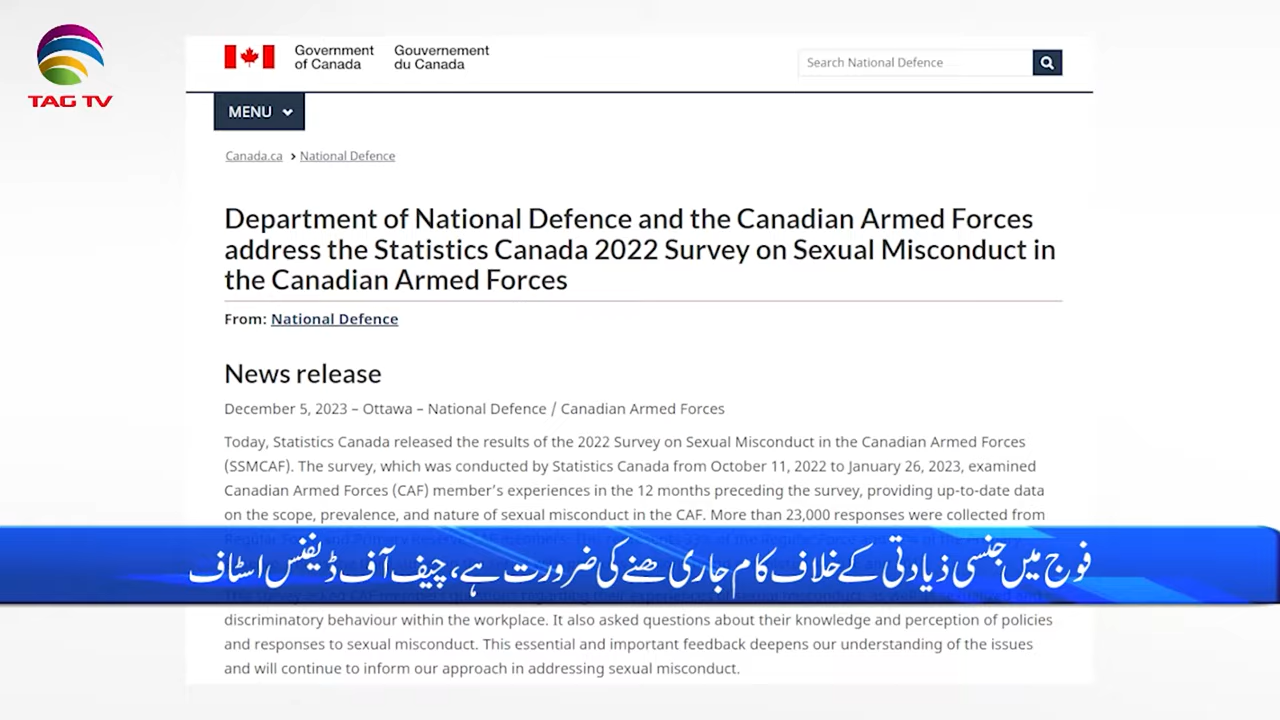 TAG TV
Government of Canada
Gouvernement du Canada
Search National Defence
MENU
Canada.ca > National Defence
Department of National Defence and the Canadian Armed Forces
address the Statistics Canada 2022 Survey on Sexual Misconduct in
the Canadian Armed Forces
From: National Defence
News release
December 5, 2023 – Ottawa – National Defence / Canadian Armed Forces
Today, Statistics Canada released the results of the 2022 Survey on Sexual Misconduct in the Canadian Armed Forces
(SSMCAF). The survey, which was conducted by Statistics Canada from October 11, 2022 to January 26, 2023, examined
Canadian Armed Forces (CAF) member's experiences in the 12 months preceding the survey, providing up-to-date data
on the scope, prevalence, and nature of sexual misconduct in the CAF. More than 23,000 responses were collected from
فوج میں جنسی ذیادتی کے خلاف کام جاری ھنے کی ضرورت ہے، چیف آف ڈیفنس اسٹاف
discriminatory behaviour within the workplace. It also asked questions about their knowledge and perception of policies
and responses to sexual misconduct. This essential and important feedback deepens our understanding of the issues
and will continue to inform our approach in addressing sexual misconduct.